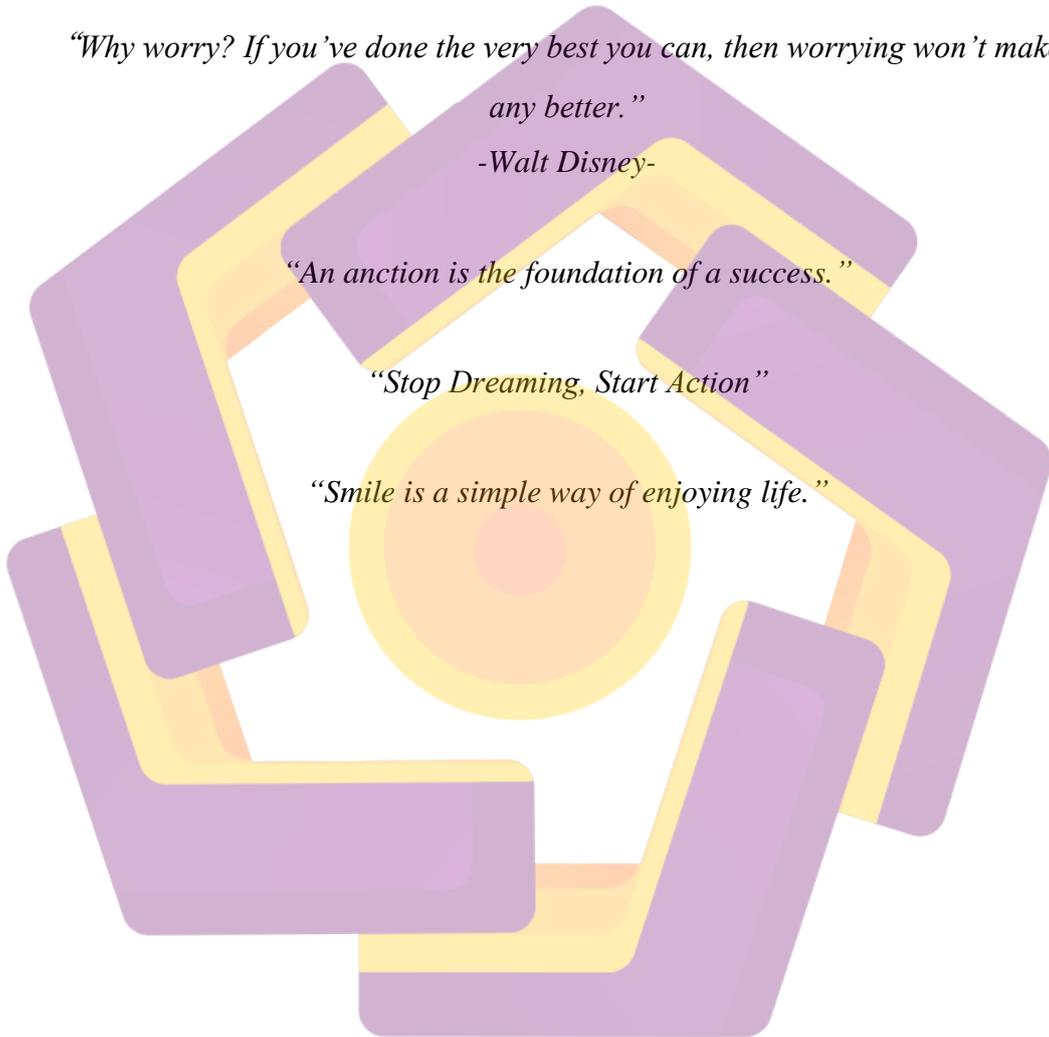 “Why worry? If you’ve done the very best you can, then worrying won’t
any better.”
-Walt Disney-
“An anction is the foundation of a success.”
“Stop Dreaming, Start Action”
“Smile is a simple way of enjoying life.”